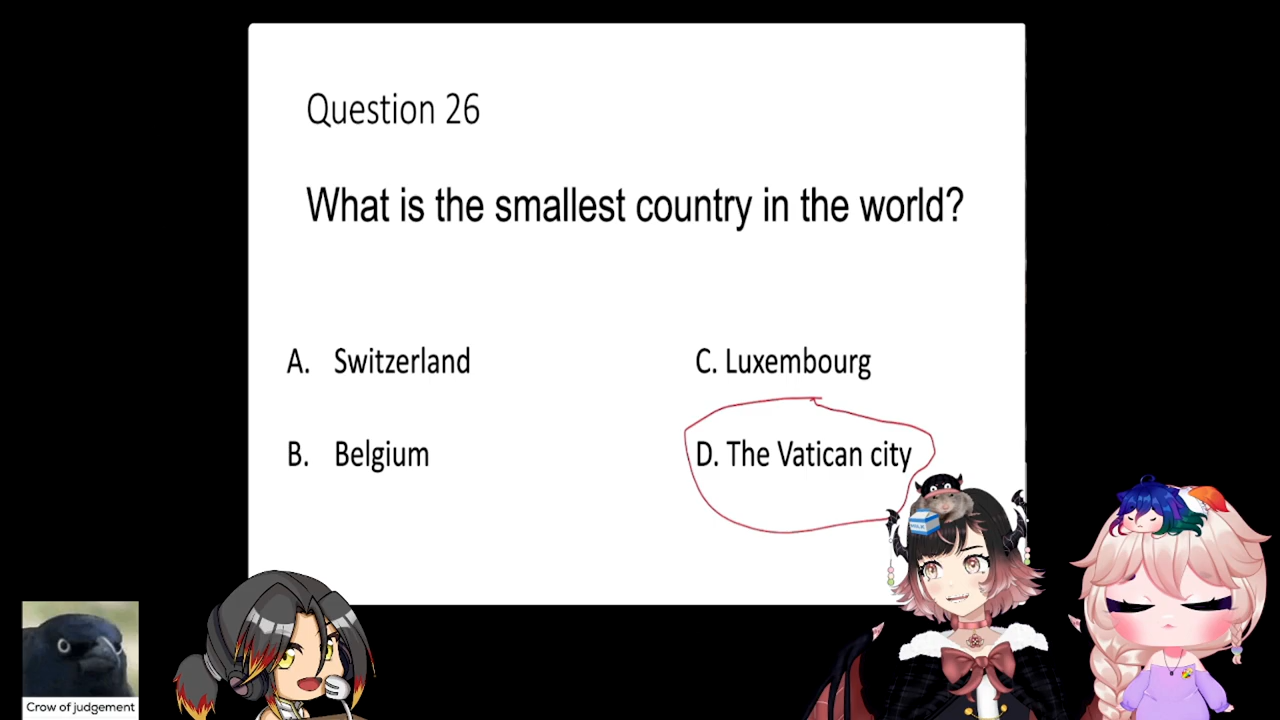 Question 26
What is the smallest country in the world?
A. Switzerland
C. Luxembourg
B. Belgium
D. The Vatican city
Crow of judgement